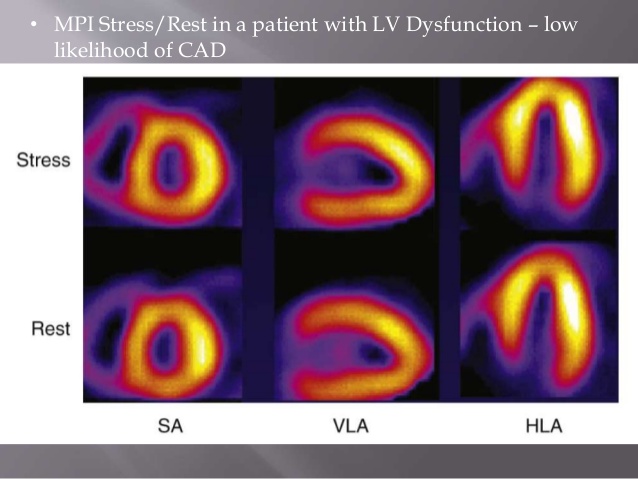 • MPI Stress/Rest in a patient with LV Dysfunction – low
likelihood of CAD
Stress
Rest
SA VLA HLA